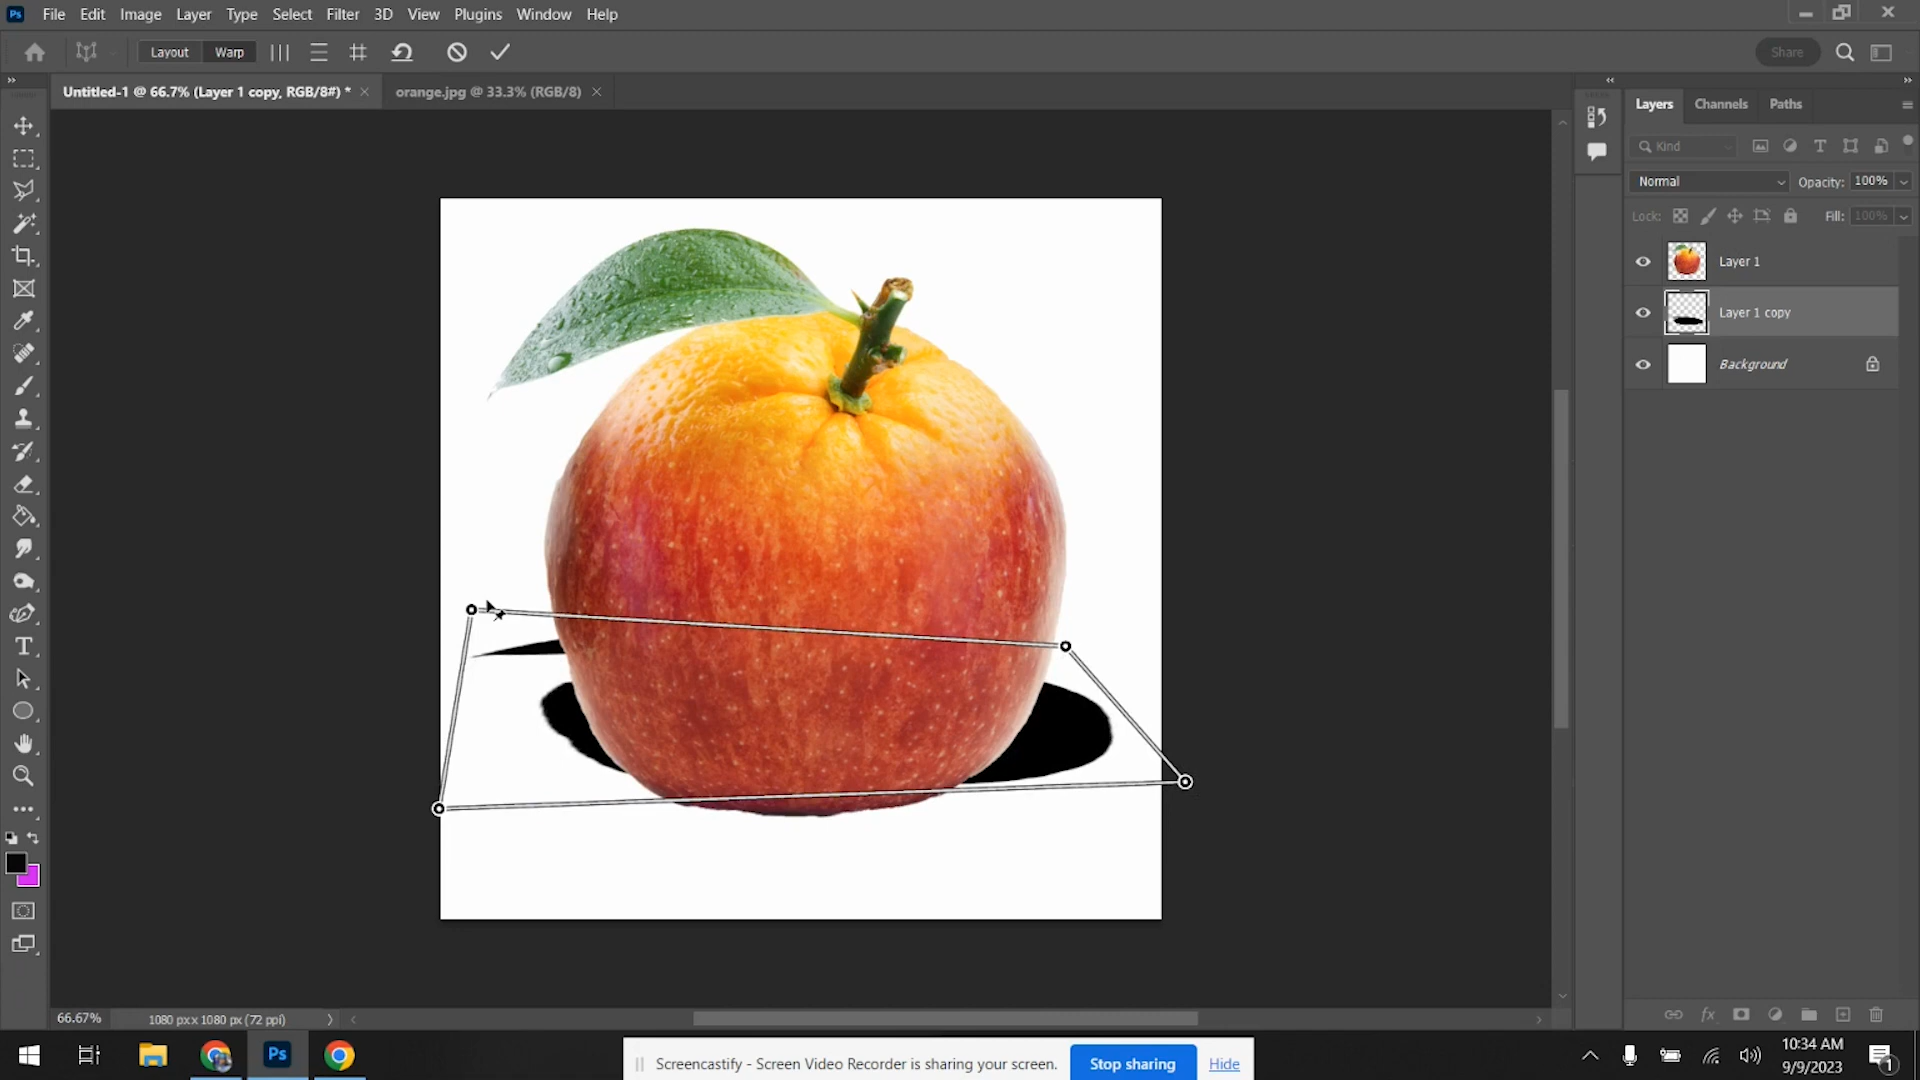 Ps File Edit Image Layer Type Select Filter 3D View Plugins Window Help
Layout Warp Share
Untitled-1 @ 66.7% (Layer 1 copy, RGB/8#) * orange.jpg @ 33.3% (RGB/8)
Layers Channels Paths
Kind
Normal Opacity: 100%
Lock: Fill: 100%
Layer 1
Layer 1 copy
Background
66.67% 1080 px x 1080 px (72 ppi)
Screencastify - Screen Video Recorder is sharing your screen. Stop sharing Hide
Ps
10:34 AM
9/9/2023
1